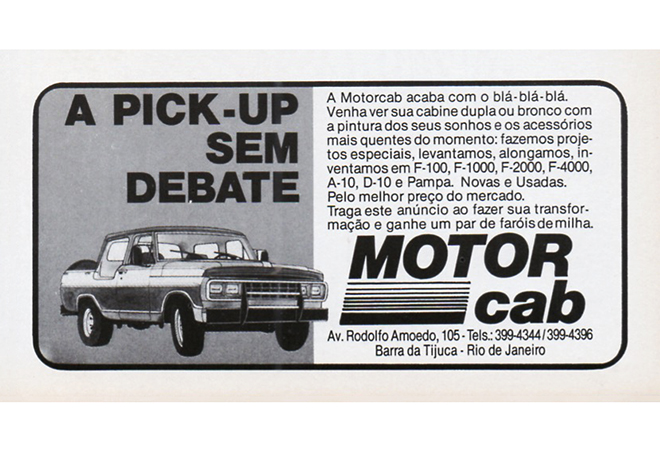 A PICK-UP
SEM
DEBATE
A Motorcab acaba com o blá-blá-blá.
Venha ver sua cabine dupla ou bronco com
a pintura dos seus sonhos e os acessórios
mais quentes do momento: fazemos proje-
tos especiais, levantamos, alongamos, in-
ventamos em F-100, F-1000, F-2000, F-4000,
A-10, D-10 e Pampa. Novas e Usadas.
Pelo melhor preço do mercado.
Traga este anúncio ao fazer sua transfor-
mação e ganhe um par de faróis de milha.
MOTOR
cab
Av. Rodolfo Amoedo, 105 - Tels.: 399-4344/399-4396
Barra da Tijuca - Rio de Janeiro